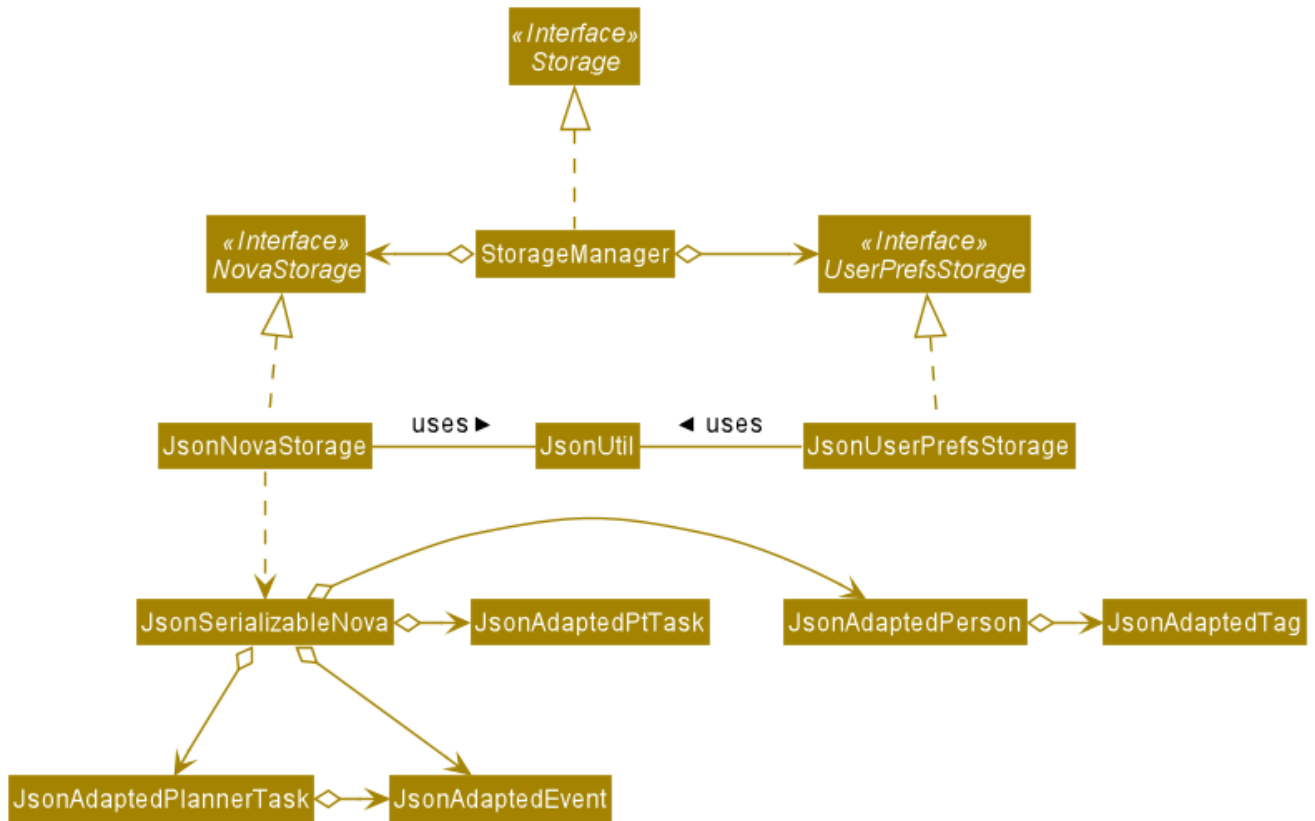 «Interface»
Storage
«Interface»
NovaStorage
StorageManager
«Interface»
UserPrefsStorage
JsonNovaStorage
uses ▶
JsonUtil
◀ uses
JsonUserPrefsStorage
JsonSerializableNova
JsonAdaptedPtTask
JsonAdaptedPerson
JsonAdaptedTag
JsonAdaptedPlannerTask
JsonAdaptedEvent